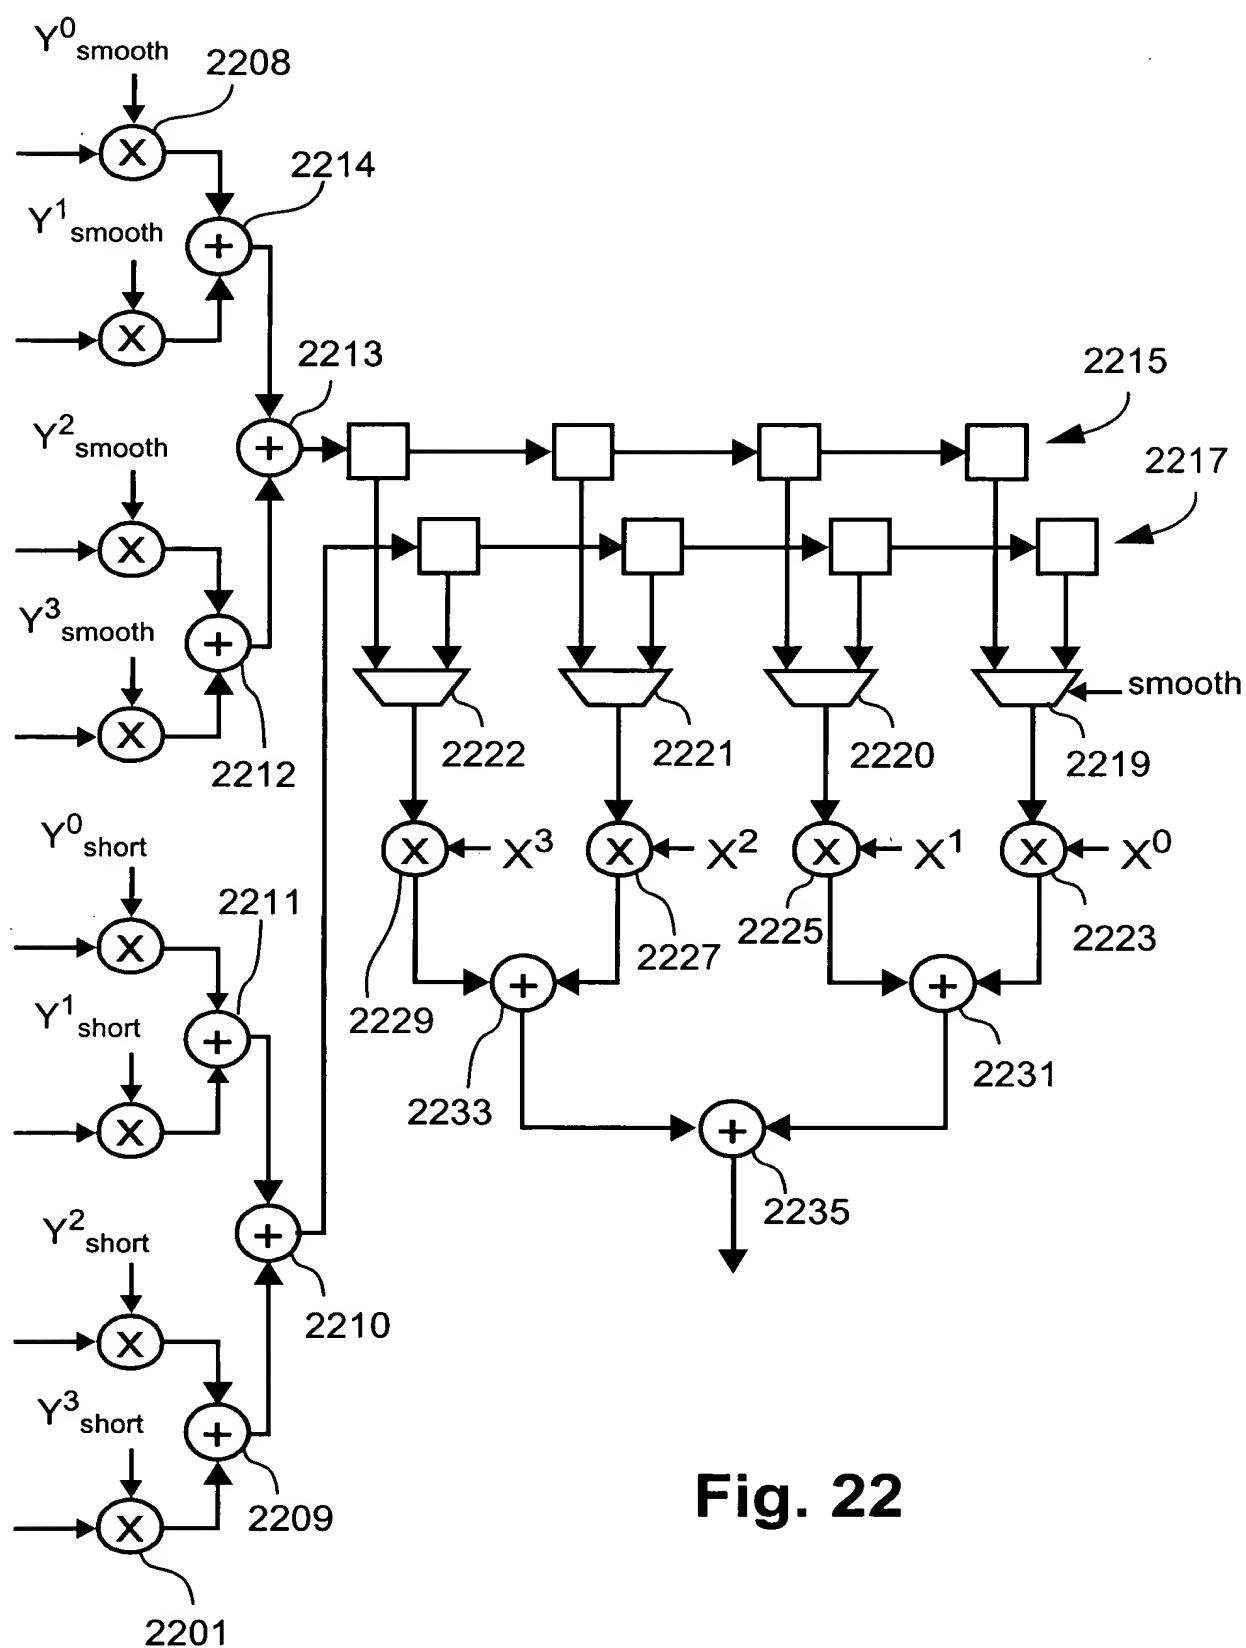 Y⁰smooth
2208
X
2214
Y¹smooth
+
X
2213
2215
Y²smooth
+
2217
X
Y³smooth
+
smooth
X
2212
2222
2221
2220
2219
Y⁰short
X X³
X X²
X X¹
X X⁰
2211
X
2225
2223
2227
Y¹short
+
+
+
2229
2231
2233
X
+
2235
Y²short
+
2210
X
Y³short
+
Fig. 22
2209
X
2201